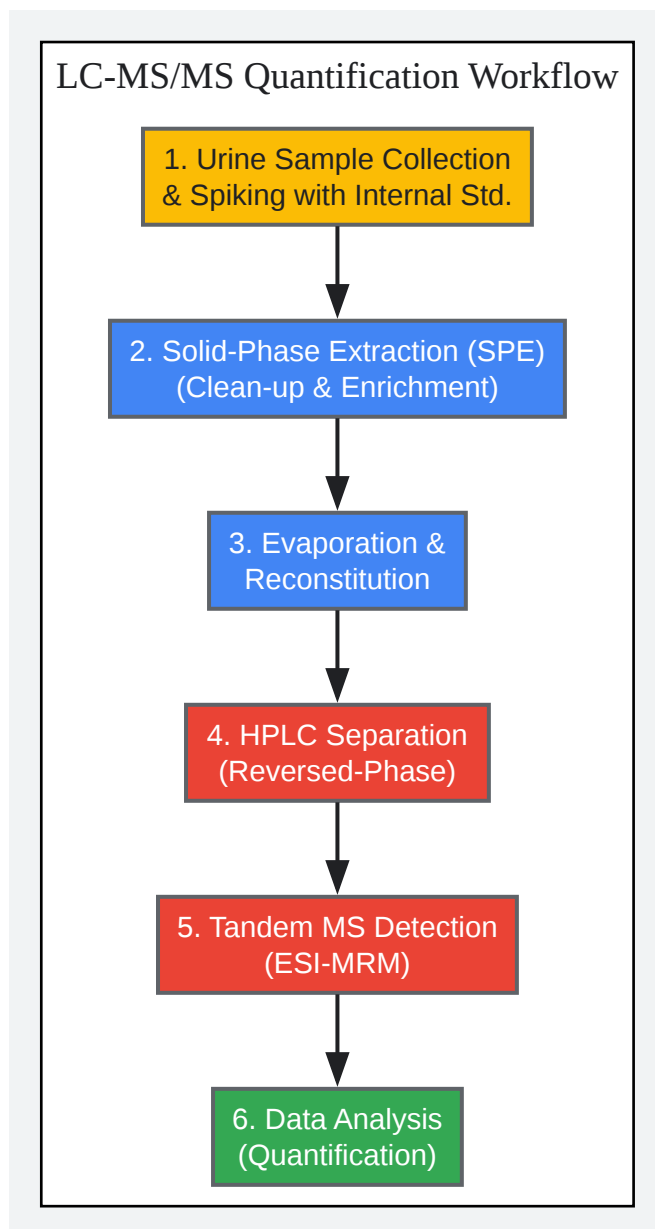 LC-MS/MS Quantification Workflow
1. Urine Sample Collection
& Spiking with Internal Std.
2. Solid-Phase Extraction (SPE)
(Clean-up & Enrichment)
3. Evaporation &
Reconstitution
4. HPLC Separation
(Reversed-Phase)
5. Tandem MS Detection
(ESI-MRM)
6. Data Analysis
(Quantification)